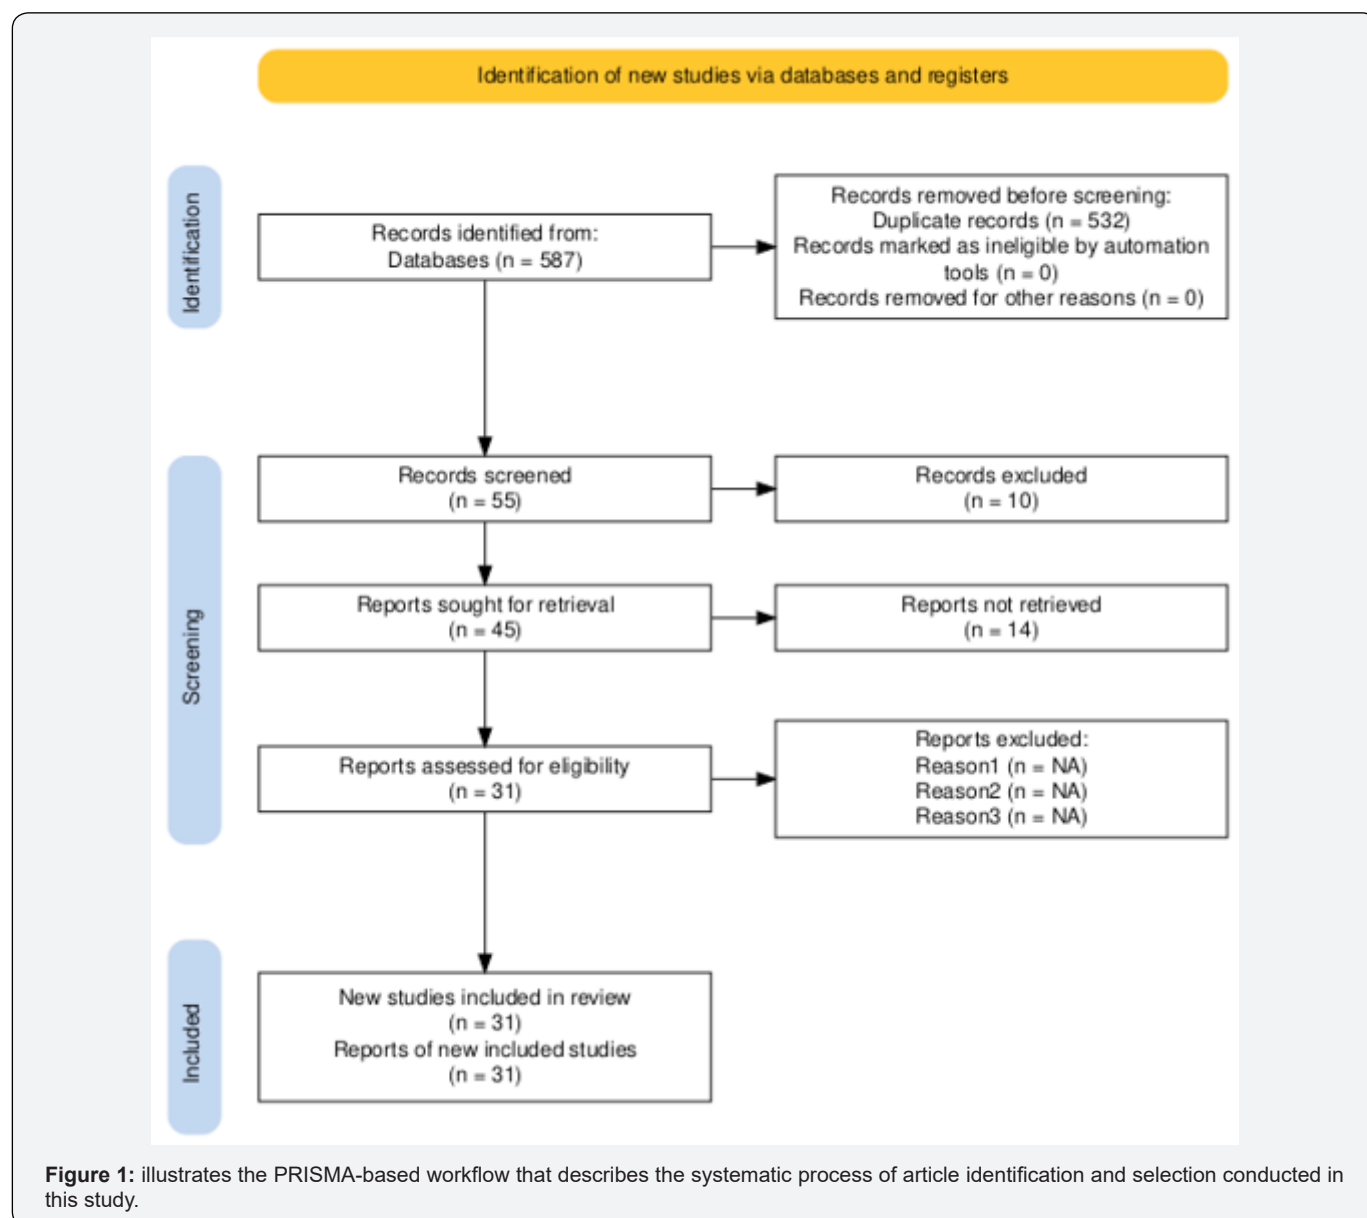 Identification of new studies via databases and registers
Identification
Records identified from:
Databases (n = 587)
Records removed before screening:
Duplicate records (n = 532)
Records marked as ineligible by automation
tools (n = 0)
Records removed for other reasons (n = 0)
Screening
Records screened
(n = 55)
Records excluded
(n = 10)
Reports sought for retrieval
(n = 45)
Reports not retrieved
(n = 14)
Reports assessed for eligibility
(n = 31)
Reports excluded:
Reason1 (n = NA)
Reason2 (n = NA)
Reason3 (n = NA)
Included
New studies included in review
(n = 31)
Reports of new included studies
(n = 31)
Figure 1: illustrates the PRISMA-based workflow that describes the systematic process of article identification and selection conducted in
this study.